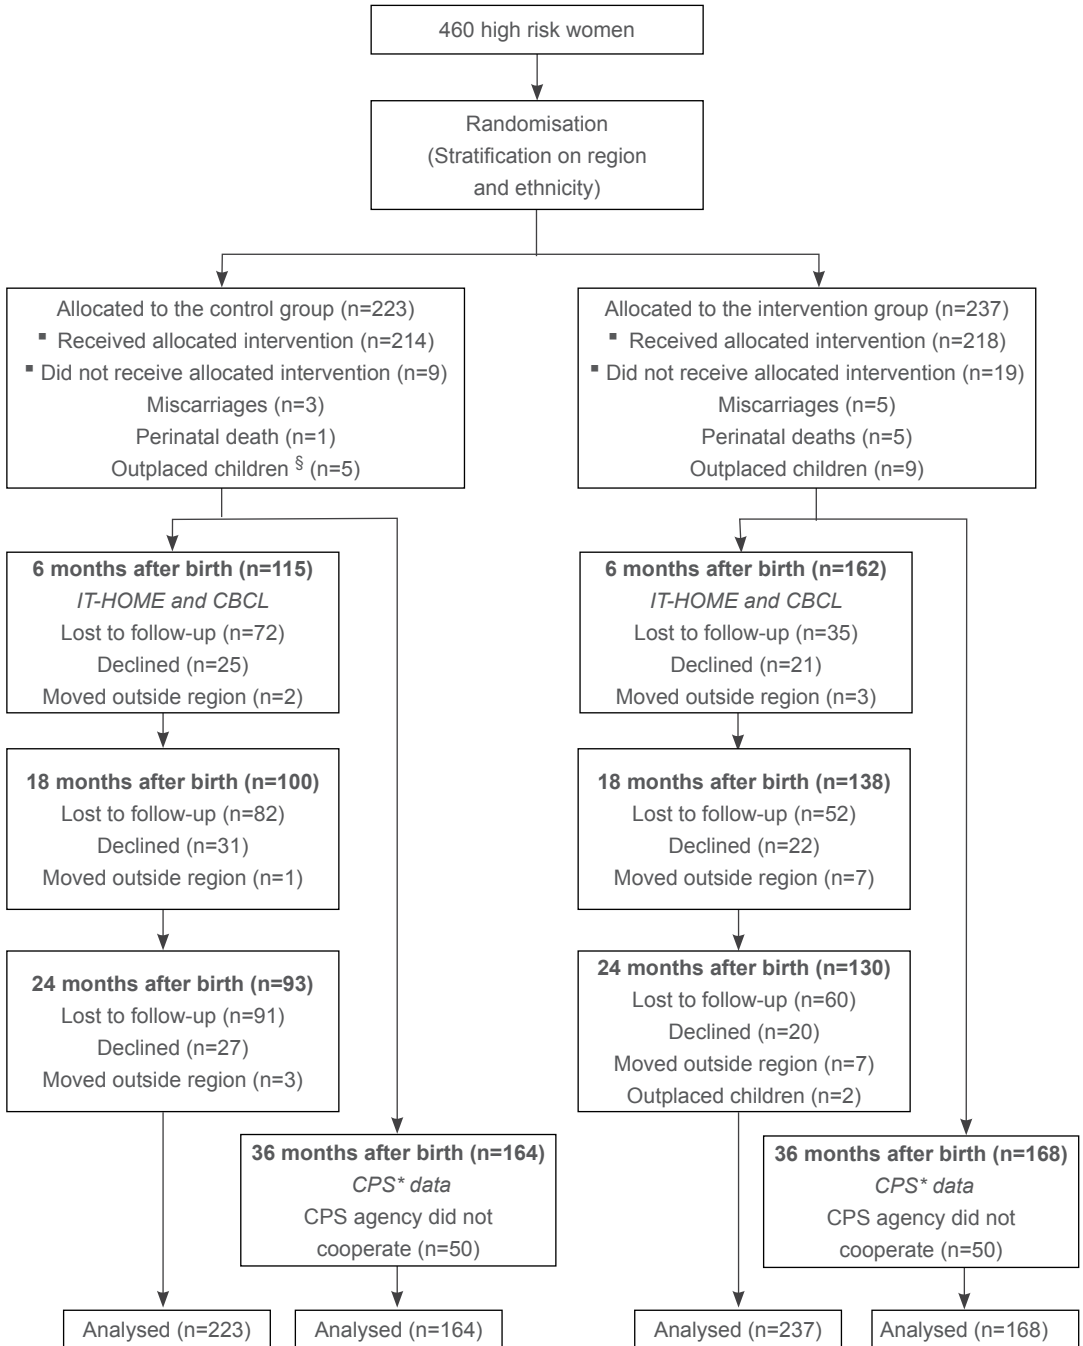 460 high risk women
Randomisation
(Stratification on region
and ethnicity)
Allocated to the control group (n=223)
▪ Received allocated intervention (n=214)
▪ Did not receive allocated intervention (n=9)
Miscarriages (n=3)
Perinatal death (n=1)
Outplaced children § (n=5)
Allocated to the intervention group (n=237)
▪ Received allocated intervention (n=218)
▪ Did not receive allocated intervention (n=19)
Miscarriages (n=5)
Perinatal deaths (n=5)
Outplaced children (n=9)
6 months after birth (n=115)
IT-HOME and CBCL
Lost to follow-up (n=72)
Declined (n=25)
Moved outside region (n=2)
6 months after birth (n=162)
IT-HOME and CBCL
Lost to follow-up (n=35)
Declined (n=21)
Moved outside region (n=3)
18 months after birth (n=100)
Lost to follow-up (n=82)
Declined (n=31)
Moved outside region (n=1)
18 months after birth (n=138)
Lost to follow-up (n=52)
Declined (n=22)
Moved outside region (n=7)
24 months after birth (n=93)
Lost to follow-up (n=91)
Declined (n=27)
Moved outside region (n=3)
24 months after birth (n=130)
Lost to follow-up (n=60)
Declined (n=20)
Moved outside region (n=7)
Outplaced children (n=2)
36 months after birth (n=164)
CPS* data
CPS agency did not
cooperate (n=50)
36 months after birth (n=168)
CPS* data
CPS agency did not
cooperate (n=50)
Analysed (n=223)
Analysed (n=164)
Analysed (n=237)
Analysed (n=168)